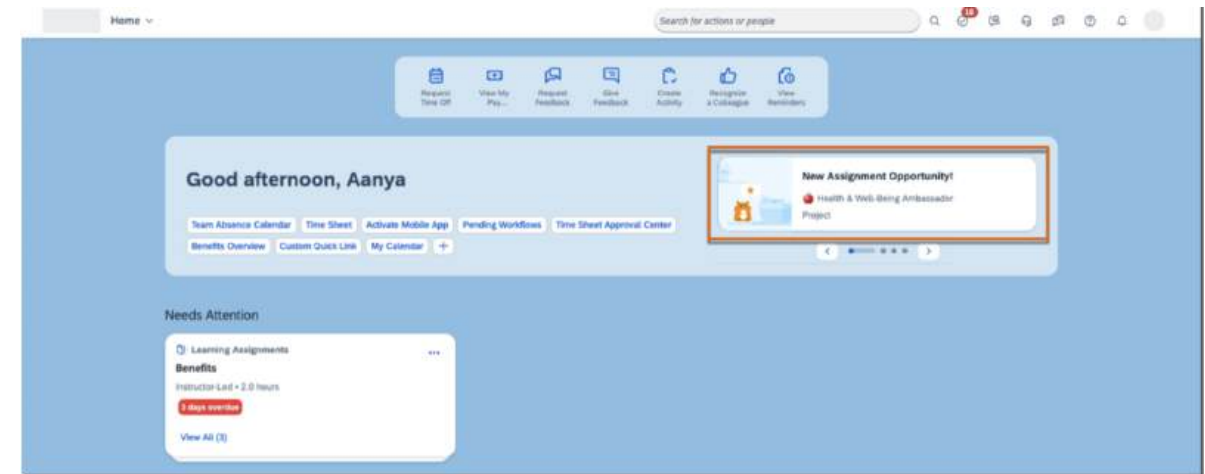 Home
Search for actions or people
10
Request
Time Off
View My
Pay...
Request
Feedback
Give
Feedback
Create
Activity
Recognize
a Colleague
View
Reminders
Good afternoon, Aanya
New Assignment Opportunity!
Health & Well-Being Ambassador
Project
Team Absence Calendar Time Sheet Activate Mobile App Pending Workflows Time Sheet Approval Center
Benefits Overview Custom Quick Link My Calendar +
Needs Attention
Learning Assignments
Benefits
Instructor-Led • 2.0 hours
3 days overdue
View All (3)